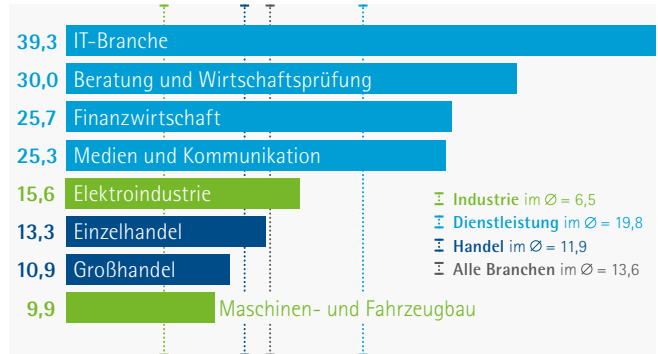 39,3 IT-Branche
30,0 Beratung und Wirtschaftsprüfung
25,7 Finanzwirtschaft
25,3 Medien und Kommunikation
15,6 Elektroindustrie
13,3 Einzelhandel
10,9 Großhandel
9,9 Maschinen- und Fahrzeugbau
Industrie im Ø = 6,5
Dienstleistung im Ø = 19,8
Handel im Ø = 11,9
Alle Branchen im Ø = 13,6